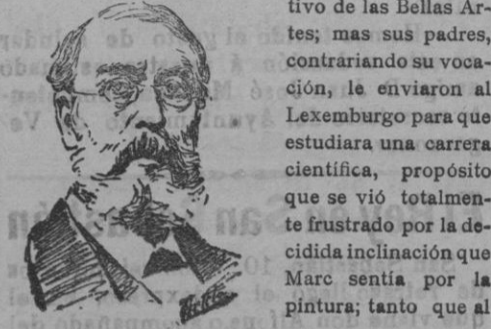 tivo de las Bellas Ar-
tes; mas sus padres,
contrariando su voca-
ción, le enviaron al
Lexemburgo para que
estudiara una carrera
científica, propósito
que se vió totalmen-
te frustrado por la de-
cidida inclinación que
Marc sentía por la
pintura; tanto que al